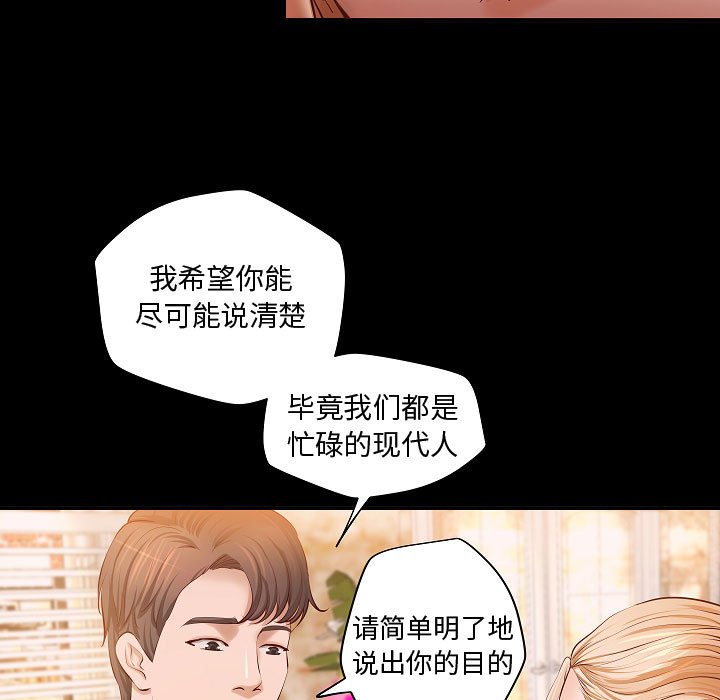 我希望你能
尽可能说清楚
毕竟我们都是
忙碌的现代人
请简单明了地
说出你的目的